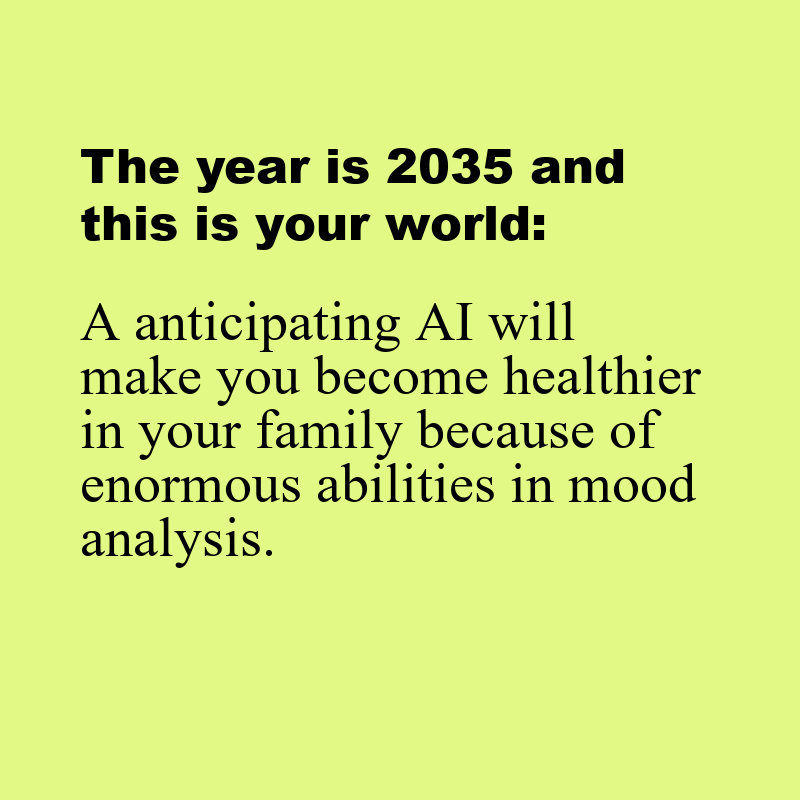 The year is 2035 and
this is your world:
A anticipating AI will
make you become healthier
in your family because of
enormous abilities in mood
analysis.